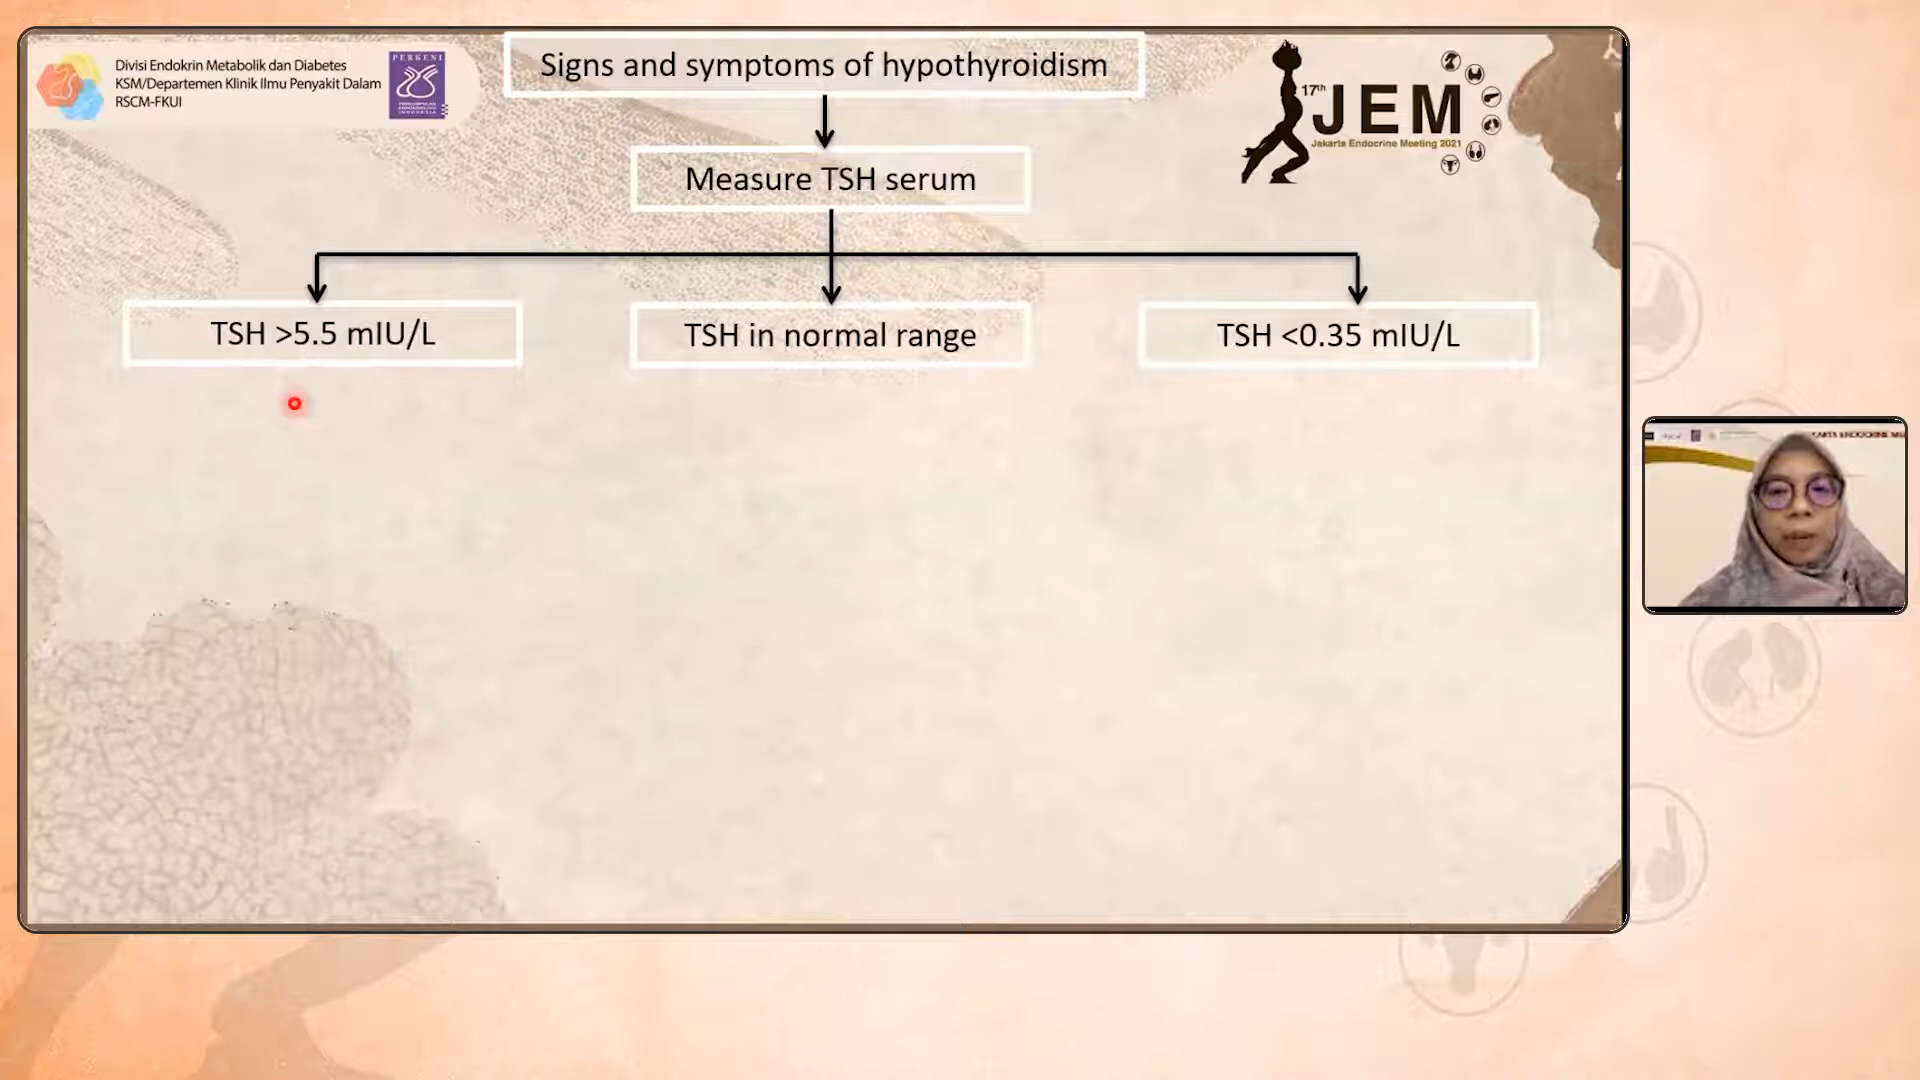 Divisi Endokrin Metabolik dan Diabetes
KSM/Departemen Klinik Ilmu Penyakit Dalam
RSCM-FKUI
PERKENI
Signs and symptoms of hypothyroidism
17th
JEM
Jakarta Endocrine Meeting 2021
Measure TSH serum
TSH >5.5 mIU/L
TSH in normal range
TSH <0.35 mIU/L